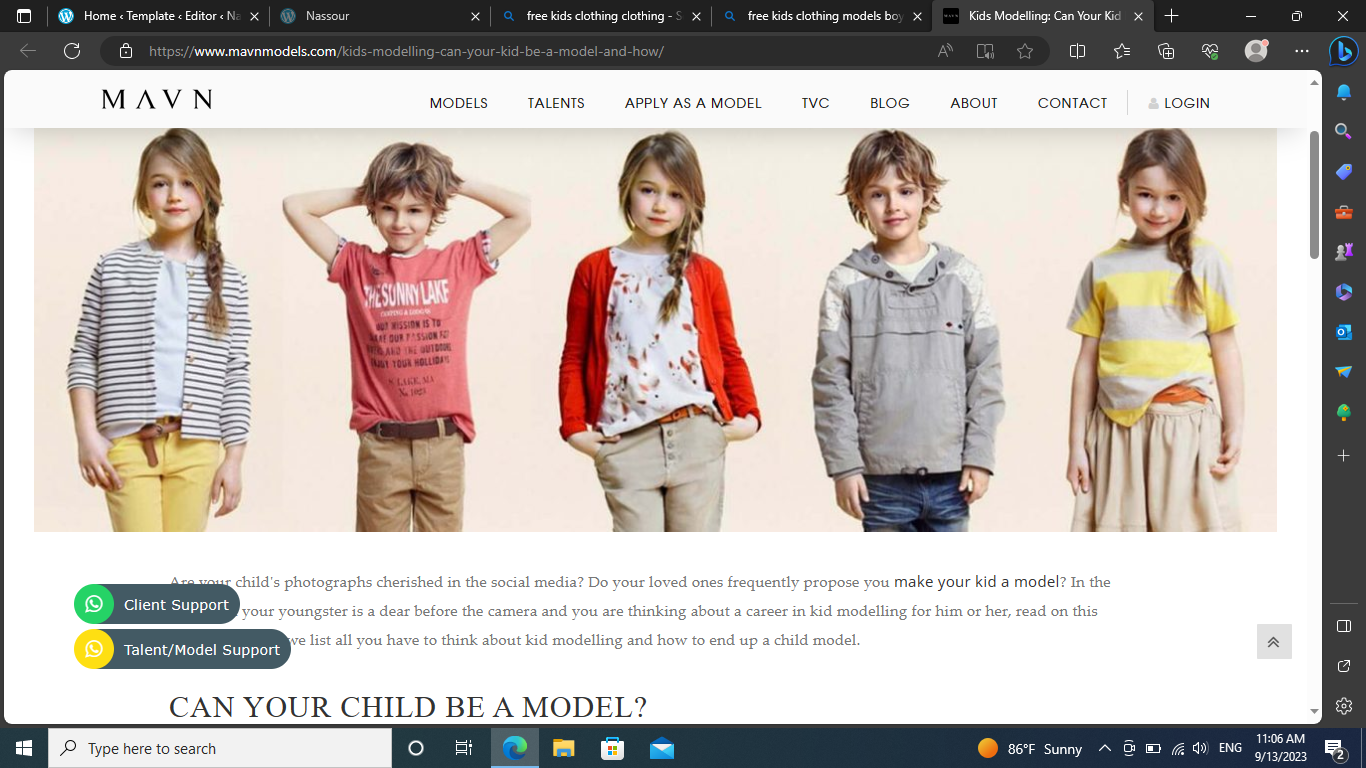 Home ‹ Template ‹ Editor ‹ Na
Nassour
free kids clothing clothing - S
free kids clothing models boy
Kids Modelling: Can Your Kid
https://www.mavnmodels.com/kids-modelling-can-your-kid-be-a-model-and-how/
MAVN
MODELS
TALENTS
APPLY AS A MODEL
TVC
BLOG
ABOUT
CONTACT
LOGIN
THE SUNNY LAKE
CAMPING & LEISURE
OUR MISSION IS TO
OUR PASSION FOR
AND THE OUTDOORS
YOUR HOLLIDAYS
S. LAKE, MA
Are your child's photographs cherished in the social media? Do your loved ones frequently propose you make your kid a model? In the
your youngster is a dear before the camera and you are thinking about a career in kid modelling for him or her, read on this
we list all you have to think about kid modelling and how to end up a child model.
Client Support
Talent/Model Support
CAN YOUR CHILD BE A MODEL?
Type here to search
86°F Sunny
ENG
11:06 AM
9/13/2023
2